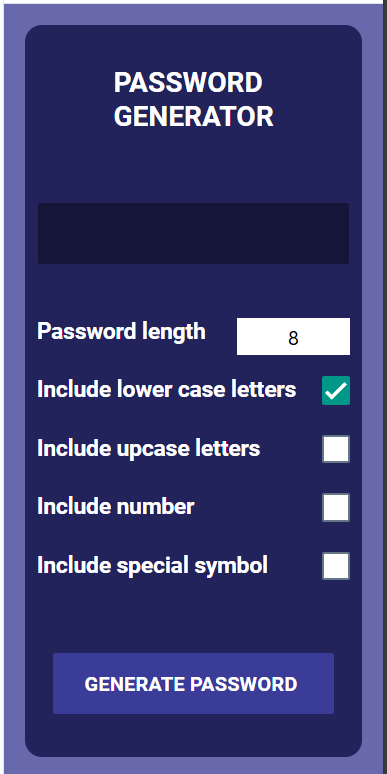 PASSWORD
GENERATOR
Password length 8
Include lower case letters
Include upcase letters
Include number
Include special symbol
GENERATE PASSWORD